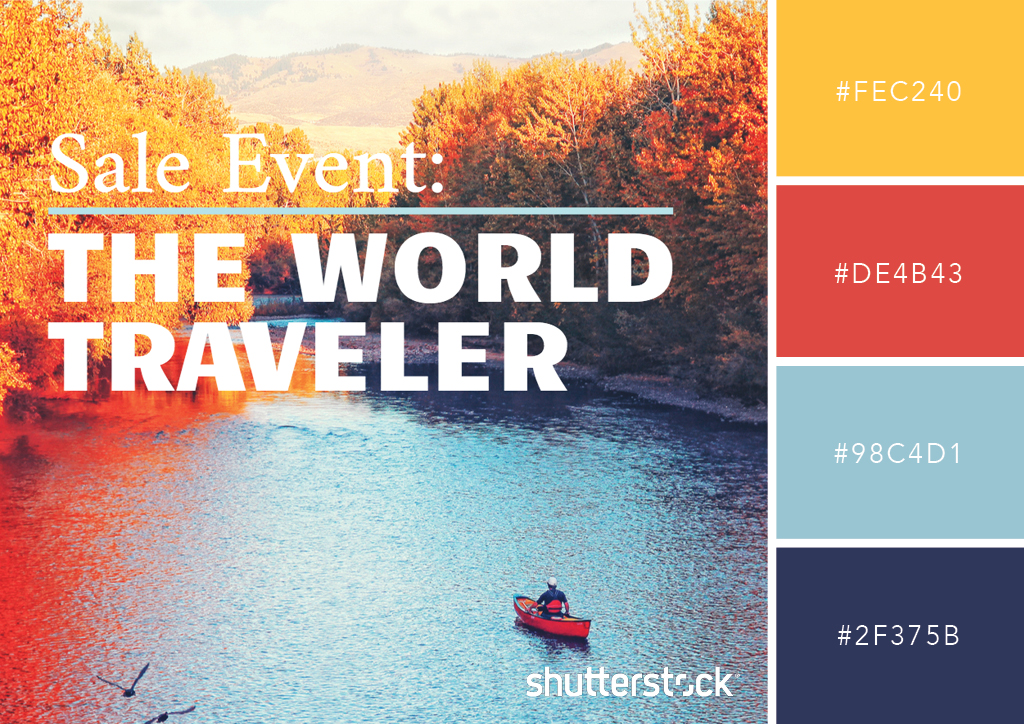 Sale Event:
THE WORLD
TRAVELER
shutterstock
#FEC240
#DE4B43
#98C4D1
#2F375B